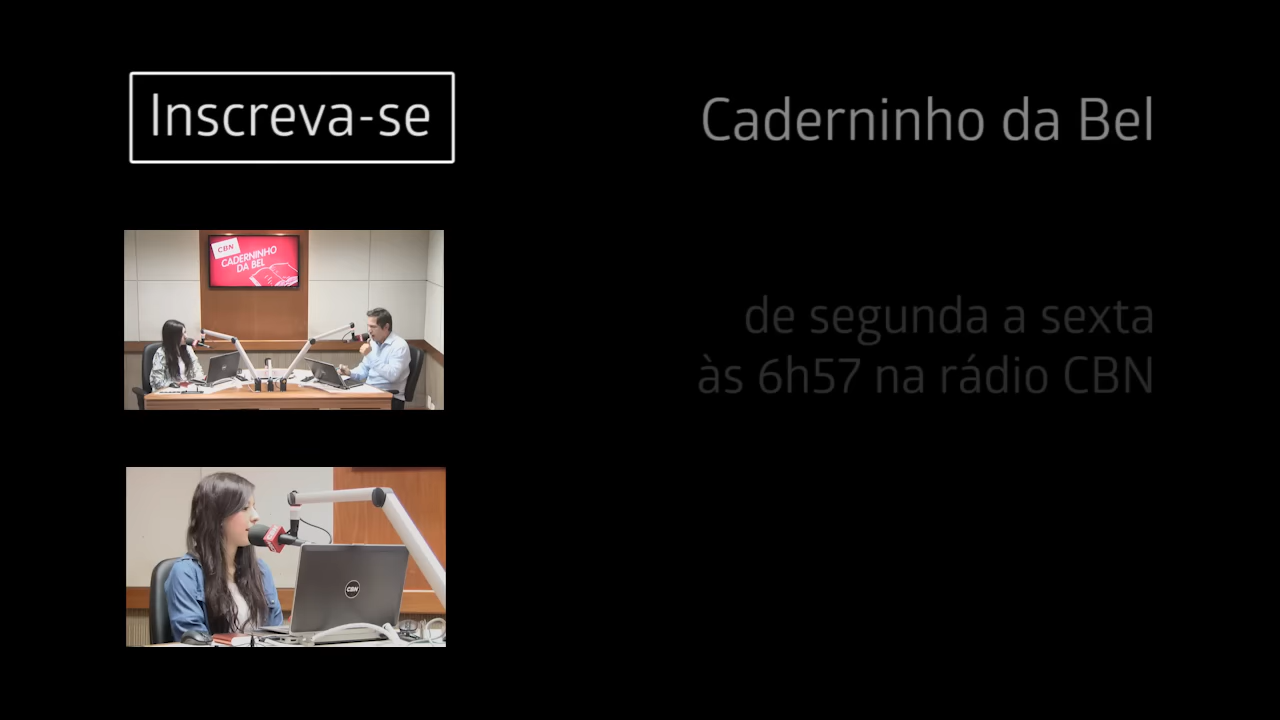 Inscreva-se
Caderninho da Bel
de segunda a sexta
às 6h57 na rádio CBN
CBN
CADERNINHO
DA BEL
CBN